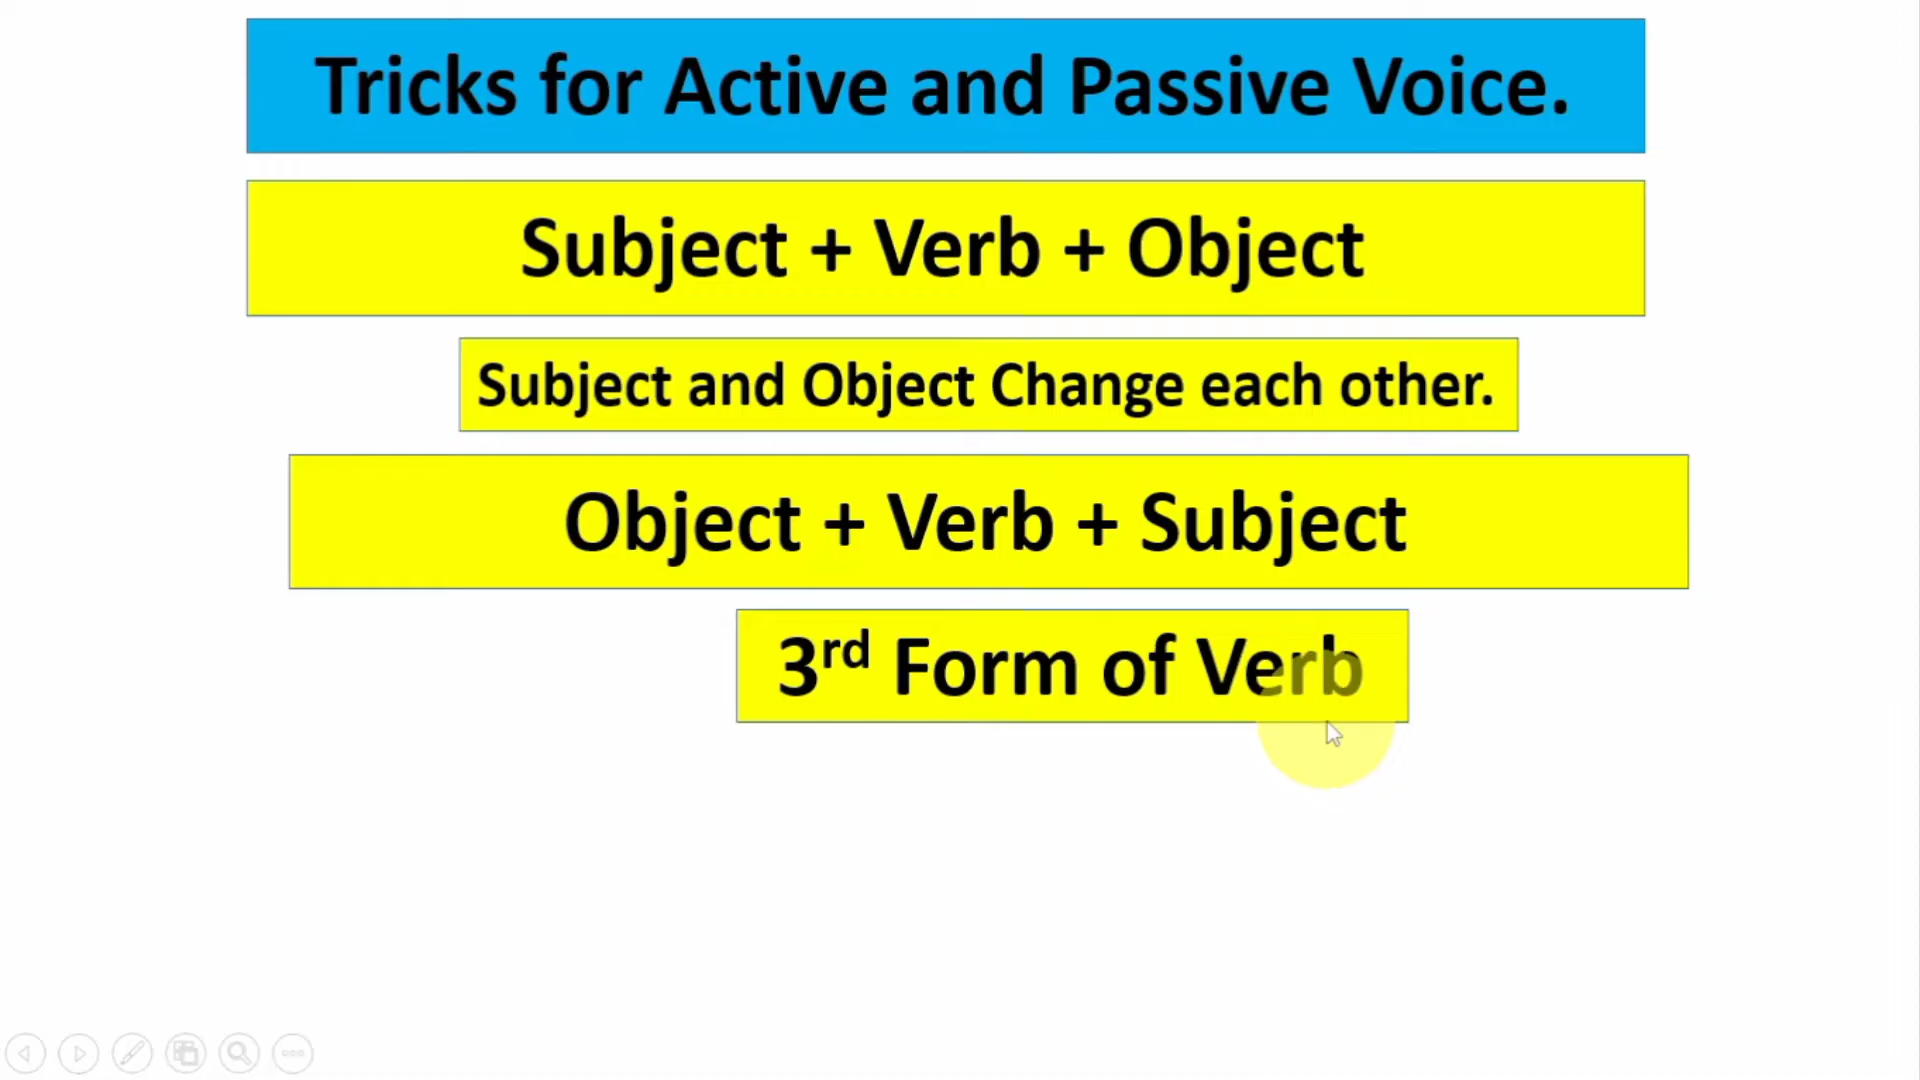 Tricks for Active and Passive Voice.
Subject + Verb + Object
Subject and Object Change each other.
Object + Verb + Subject
3rd Form of Verb